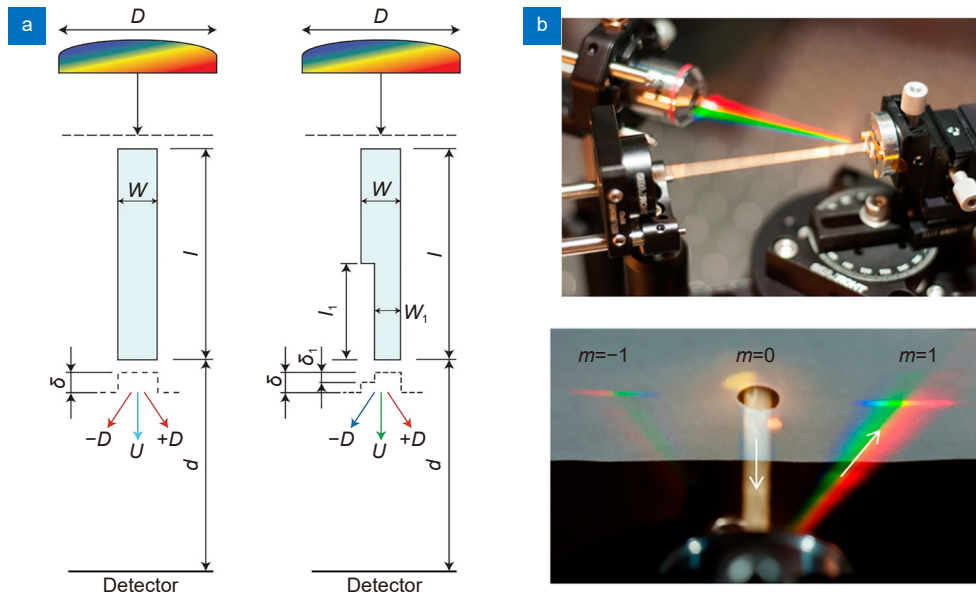 a
D
W
l
δ
−D
U
+D
d
Detector
D
W
l
l₁
W₁
δ₁
δ
−D
U
+D
d
Detector
b
m=−1
m=0
m=1